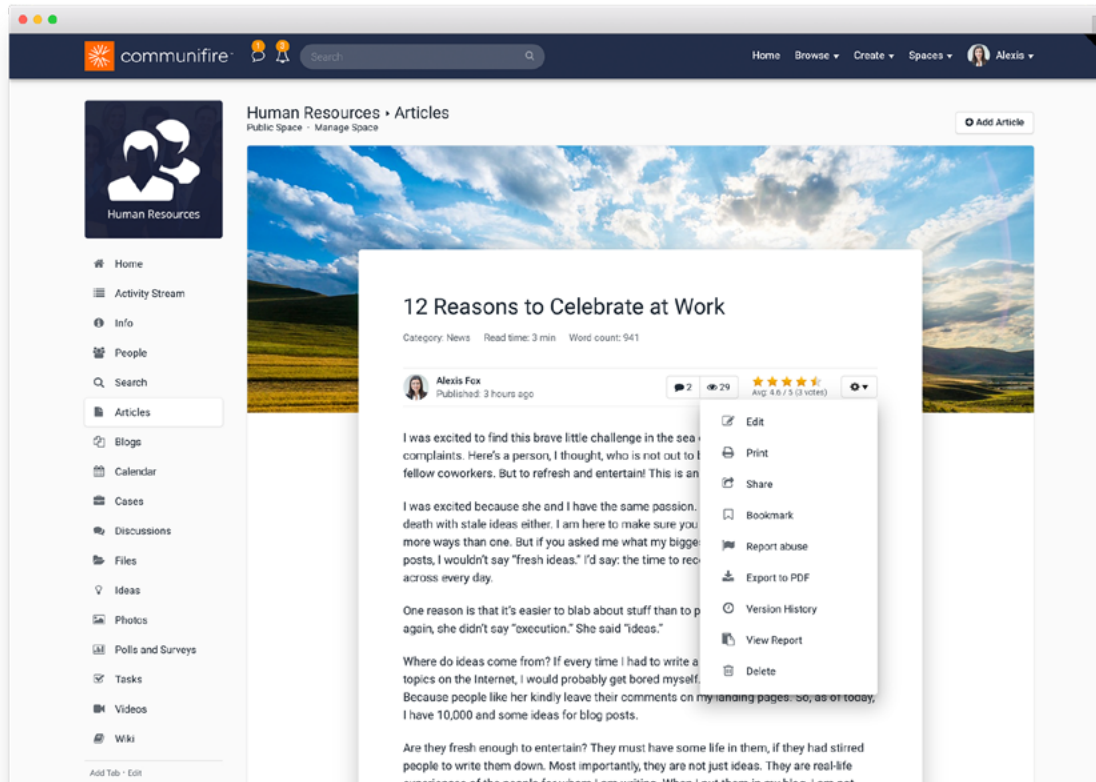 communifire
1
3
Search
Home
Browse
Create
Spaces
Alexis
Human Resources
Human Resources › Articles
Public Space - Manage Space
Add Article
Home
Activity Stream
Info
People
Search
Articles
Blogs
Calendar
Cases
Discussions
Files
Ideas
Photos
Polls and Surveys
Tasks
Videos
Wiki
Add Tab - Edit
12 Reasons to Celebrate at Work
Category: News Read time: 3 min Word count: 941
Alexis Fox
Published: 3 hours ago
2
29
Avg: 4.6 / 5 (3 votes)
Edit
Print
Share
Bookmark
Report abuse
Export to PDF
Version History
View Report
Delete
I was excited to find this brave little challenge in the sea
complaints. Here's a person, I thought, who is not out to
fellow coworkers. But to refresh and entertain! This is an
I was excited because she and I have the same passion.
death with stale ideas either. I am here to make sure you
more ways than one. But if you asked me what my
posts, I wouldn't say "fresh ideas." I'd say: the time to
across every day.
One reason is that it's easier to blab about stuff than to
again, she didn't say "execution." She said "ideas."
Where do ideas come from? If every time I had to write a
topics on the Internet, I would probably get bored myself.
Because people like her kindly leave their comments on my landing pages. So, as of today,
I have 10,000 and some ideas for blog posts.
Are they fresh enough to entertain? They must have some life in them, if they had stirred
people to write them down. Most importantly, they are not just ideas. They are real-life